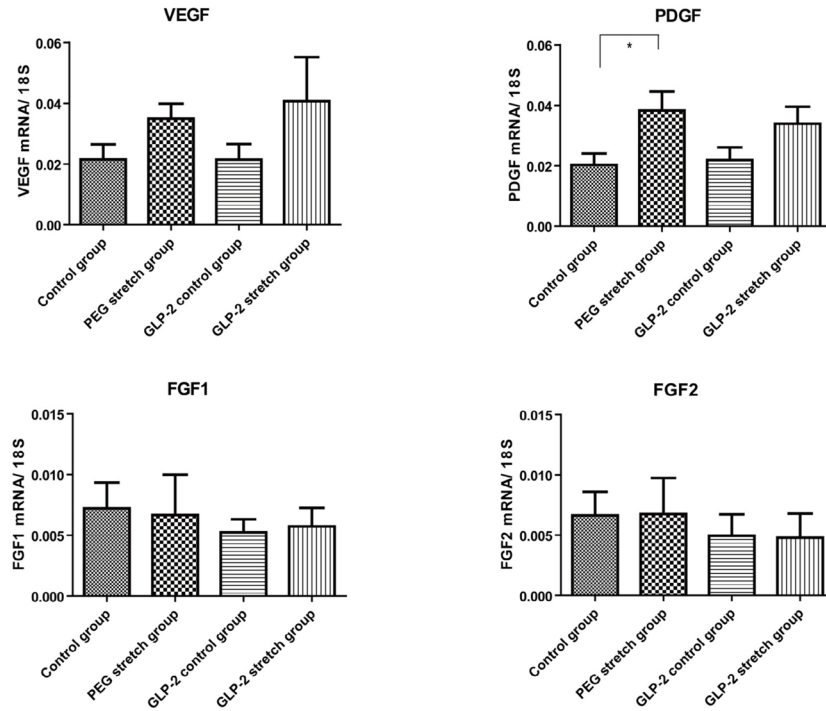 VEGF
VEGF mRNA/ 18S
0.06
0.04
0.02
0.00
Control group
PEG stretch group
GLP-2 control group
GLP-2 stretch group
PDGF
PDGF mRNA/ 18S
0.06
0.04
0.02
0.00
*
Control group
PEG stretch group
GLP-2 control group
GLP-2 stretch group
FGF1
FGF1 mRNA/ 18S
0.015
0.010
0.005
0.000
Control group
PEG stretch group
GLP-2 control group
GLP-2 stretch group
FGF2
FGF2 mRNA/ 18S
0.015
0.010
0.005
0.000
Control group
PEG stretch group
GLP-2 control group
GLP-2 stretch group